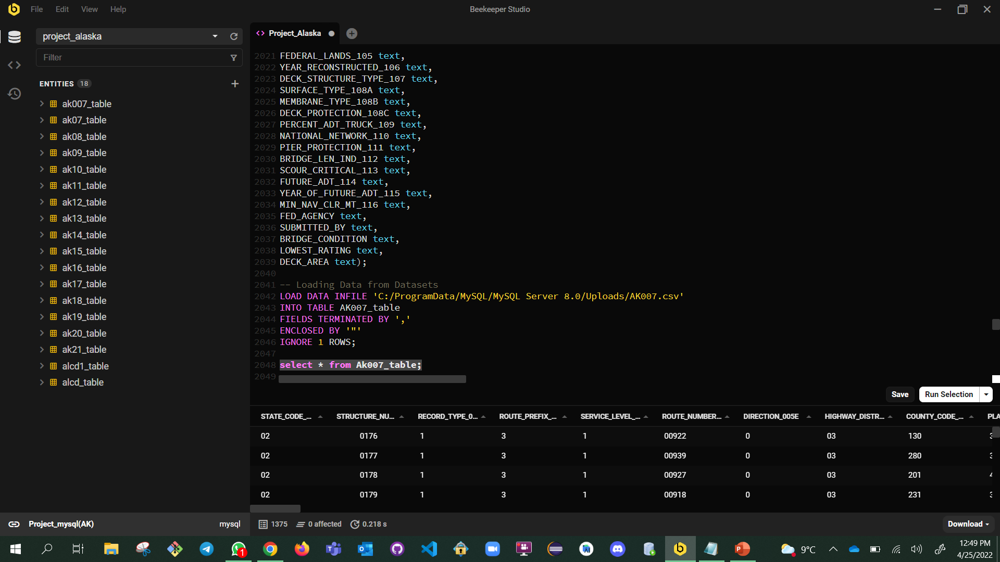 File Edit View Help
Beekeeper Studio
project_alaska
Filter
ENTITIES 18
ak007_table
ak07_table
ak08_table
ak09_table
ak10_table
ak11_table
ak12_table
ak13_table
ak14_table
ak15_table
ak16_table
ak17_table
ak18_table
ak19_table
ak20_table
ak21_table
alcd1_table
alcd_table
Project_mysql(AK) mysql
<> Project_Alaska
2021 FEDERAL_LANDS_105 text,
2022 YEAR_RECONSTRUCTED_106 text,
2023 DECK_STRUCTURE_TYPE_107 text,
2024 SURFACE_TYPE_108A text,
2025 MEMBRANE_TYPE_108B text,
2026 DECK_PROTECTION_108C text,
2027 PERCENT_ADT_TRUCK_109 text,
2028 NATIONAL_NETWORK_110 text,
2029 PIER_PROTECTION_111 text,
2030 BRIDGE_LEN_IND_112 text,
2031 SCOUR_CRITICAL_113 text,
2032 FUTURE_ADT_114 text,
2033 YEAR_OF_FUTURE_ADT_115 text,
2034 MIN_NAV_CLR_MT_116 text,
2035 FED_AGENCY text,
2036 SUBMITTED_BY text,
2037 BRIDGE_CONDITION text,
2038 LOWEST_RATING text,
2039 DECK_AREA text);
2040
2041 -- Loading Data from Datasets
2042 LOAD DATA INFILE 'C:/ProgramData/MySQL/MySQL Server 8.0/Uploads/AK007.csv'
2043 INTO TABLE AK007_table
2044 FIELDS TERMINATED BY ','
2045 ENCLOSED BY '"'
2046 IGNORE 1 ROWS;
2047
2048 select * from Ak007_table;
2049
Save Run Selection
STATE_CODE_... STRUCTURE_NU... RECORD_TYPE_0... ROUTE_PREFIX_... SERVICE_LEVEL_... ROUTE_NUMBER... DIRECTION_005E HIGHWAY_DISTR... COUNTY_CODE_... PLA
02 0176 1 3 1 00922 0 03 130
02 0177 1 3 1 00939 0 03 280
02 0178 1 3 1 00927 0 03 201
02 0179 1 3 1 00918 0 03 231
1375 0 affected 0.218 s
Download
1
9°C
12:49 PM
4/25/2022